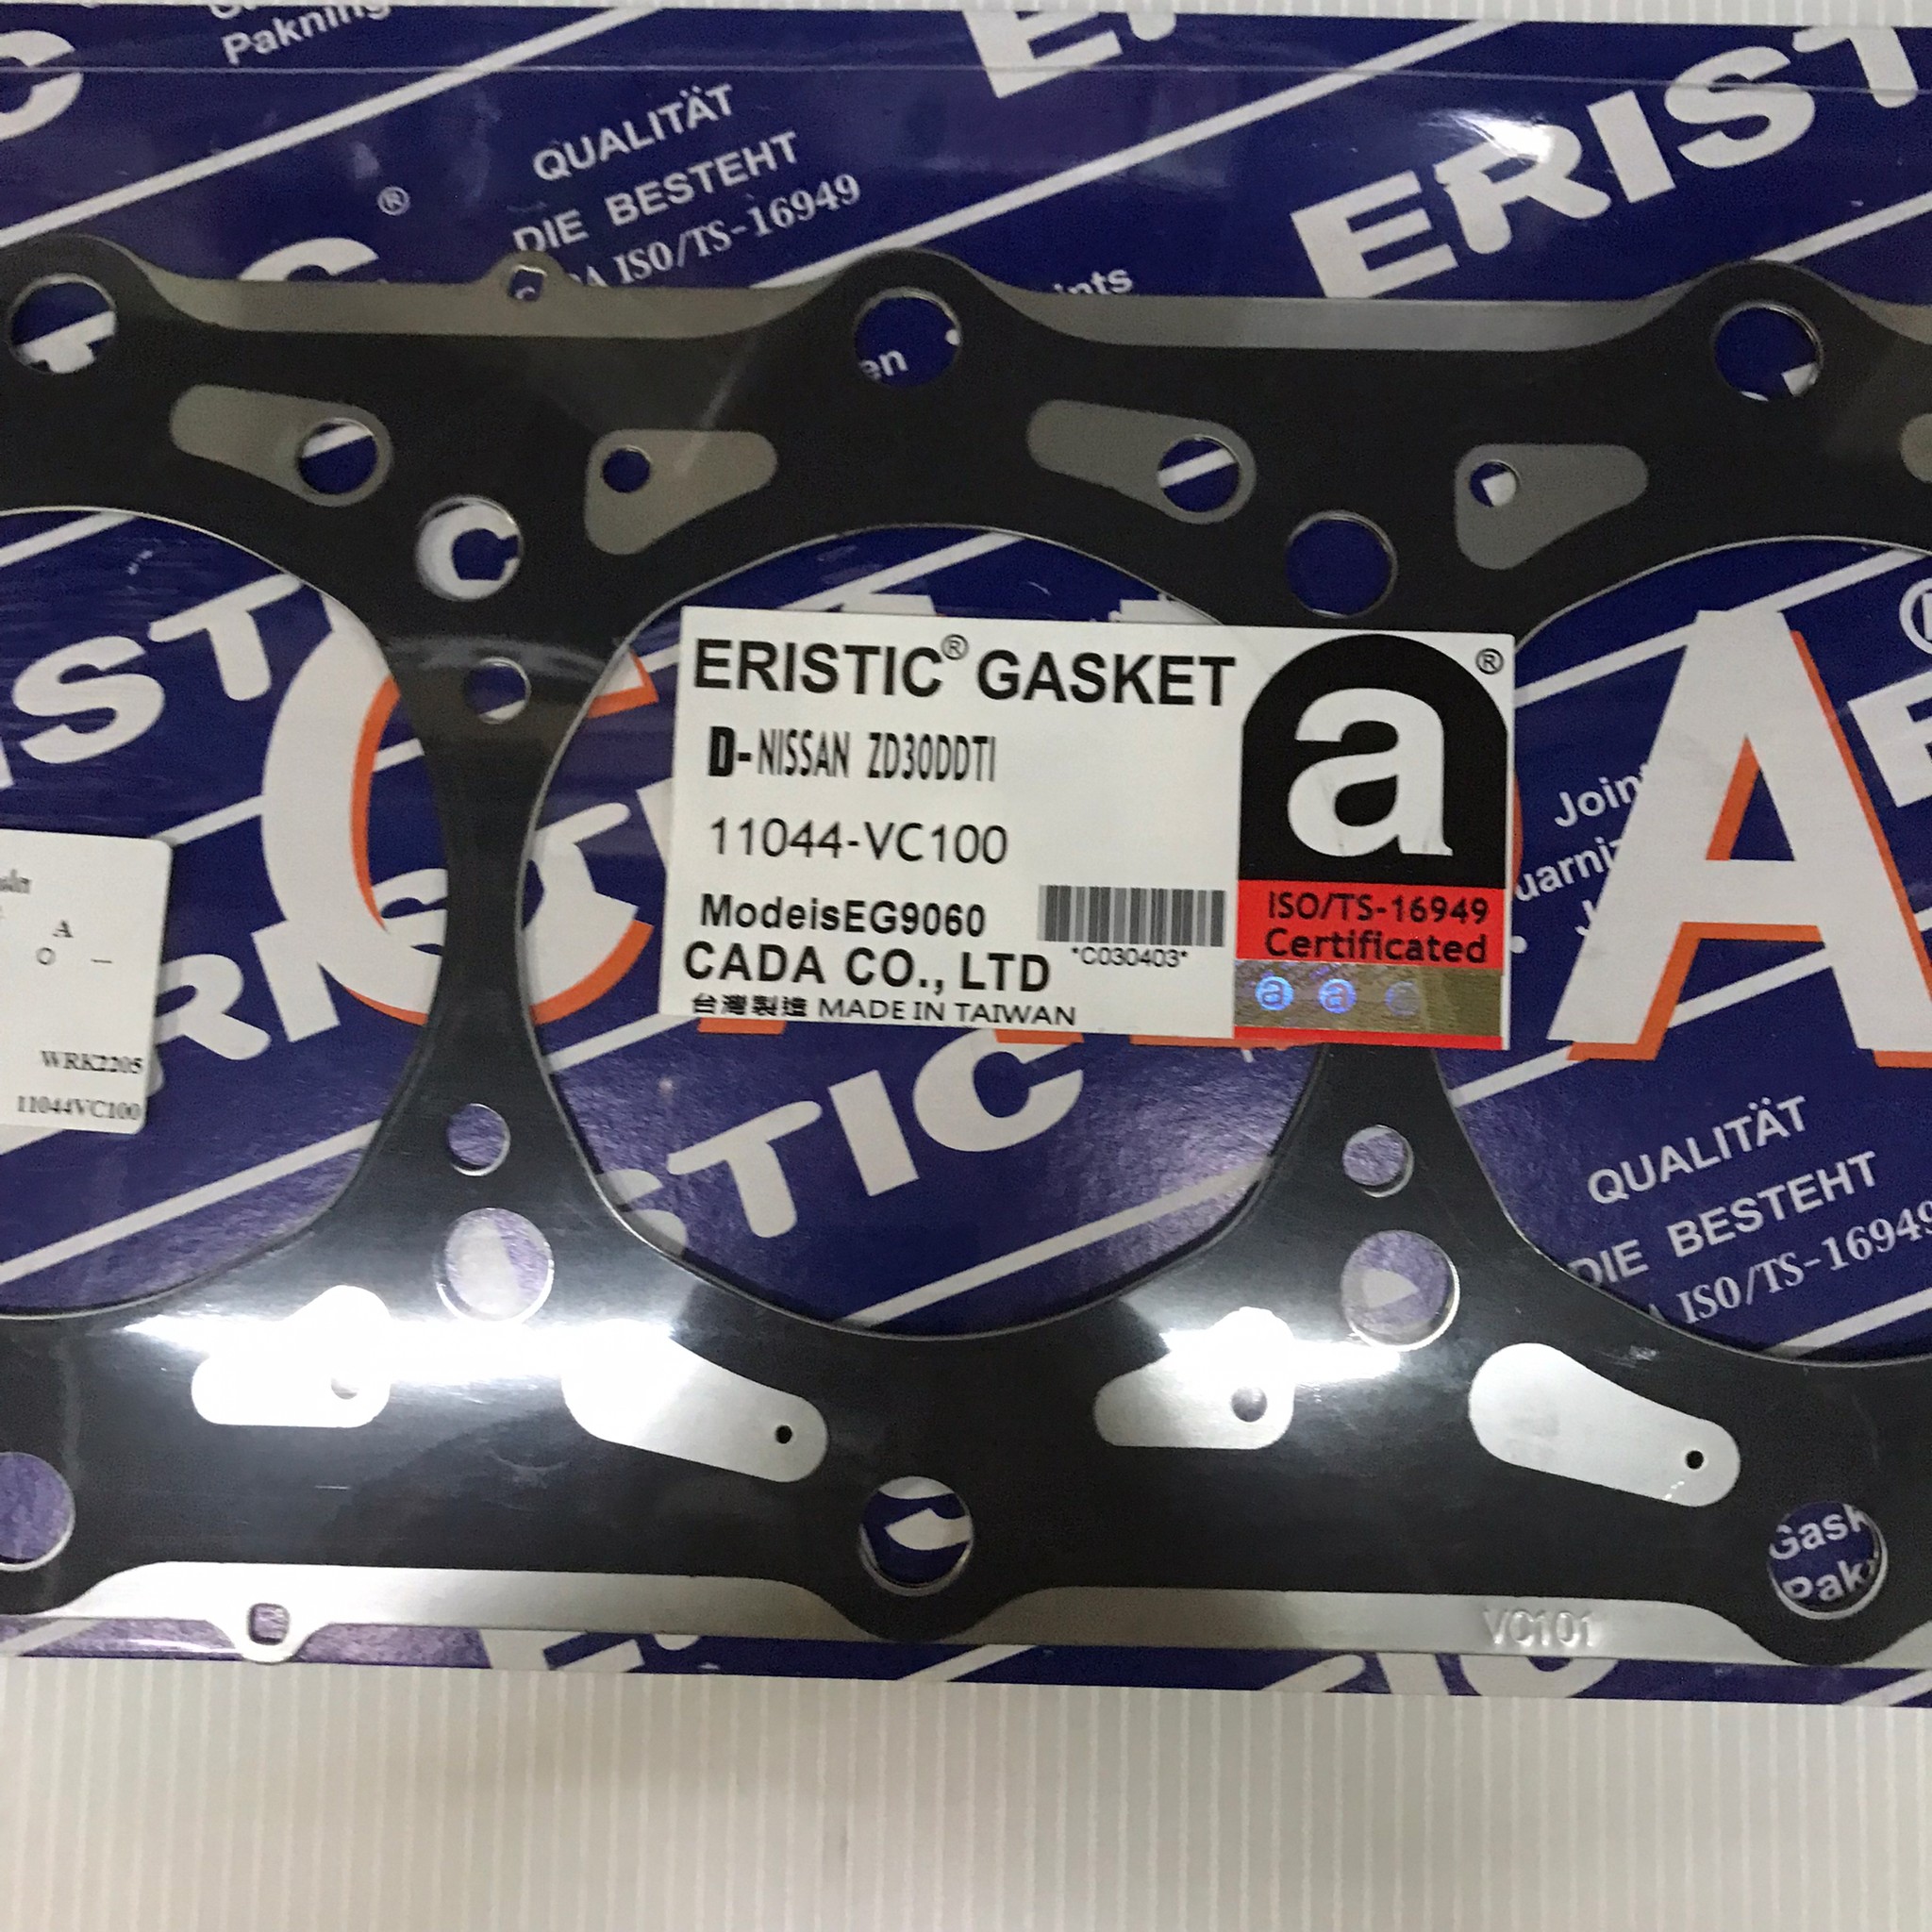 Pakning
®
QUALITÄT
DIE BESTEHT
ISO/TS-16949
ERIST
ERISTIC® GASKET
D-NISSAN ZD30DDTI
11044-VC100
ModeisEG9060
*C030403*
CADA CO., LTD
台灣製造 MADE IN TAIWAN
a
®
ISO/TS-16949
Certificated
a a a
A
WRK2205
11044VC100
STIC
A
QUALITÄT
DIE BESTEHT
ISO/TS-16949
VC101